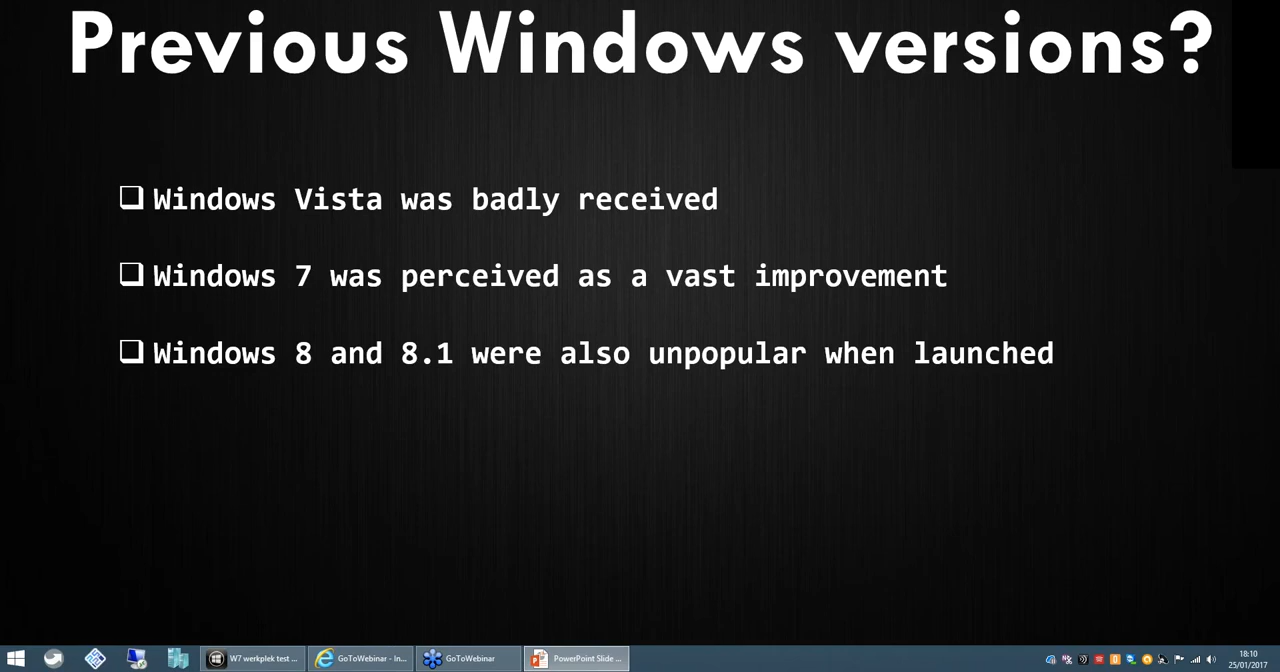 Previous Windows versions?
Windows Vista was badly received
Windows 7 was perceived as a vast improvement
Windows 8 and 8.1 were also unpopular when launched
W7 werkplek test ...
GoToWebinar - In...
GoToWebinar
PowerPoint Slide ...
18:10
25/01/2017